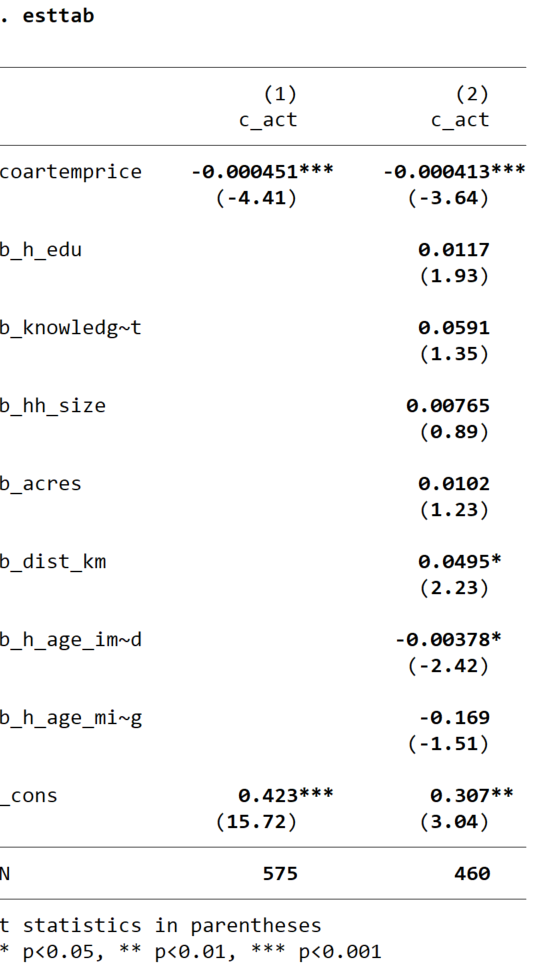 . esttab
(1) (2)
c_act c_act
coartemprice -0.000451*** -0.000413***
(-4.41) (-3.64)
b_h_edu 0.0117
(1.93)
b_knowledg~t 0.0591
(1.35)
b_hh_size 0.00765
(0.89)
b_acres 0.0102
(1.23)
b_dist_km 0.0495*
(2.23)
b_h_age_im~d -0.00378*
(-2.42)
b_h_age_mi~g -0.169
(-1.51)
_cons 0.423*** 0.307**
(15.72) (3.04)
N 575 460
t statistics in parentheses
* p<0.05, ** p<0.01, *** p<0.001